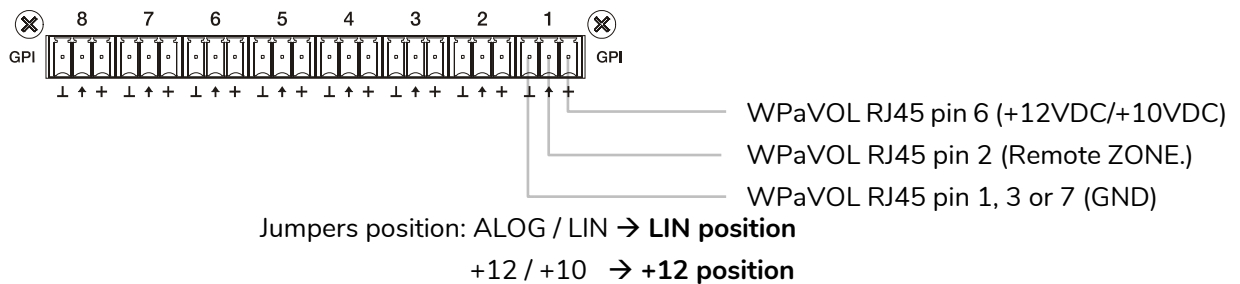 8 7 6 5 4 3 2 1
GPI GPI
⊥ ↑ + ⊥ ↑ + ⊥ ↑ + ⊥ ↑ + ⊥ ↑ + ⊥ ↑ + ⊥ ↑ + ⊥ ↑ +
WPaVOL RJ45 pin 6 (+12VDC/+10VDC)
WPaVOL RJ45 pin 2 (Remote ZONE.)
WPaVOL RJ45 pin 1, 3 or 7 (GND)
Jumpers position: ALOG / LIN → LIN position
+12 / +10 → +12 position